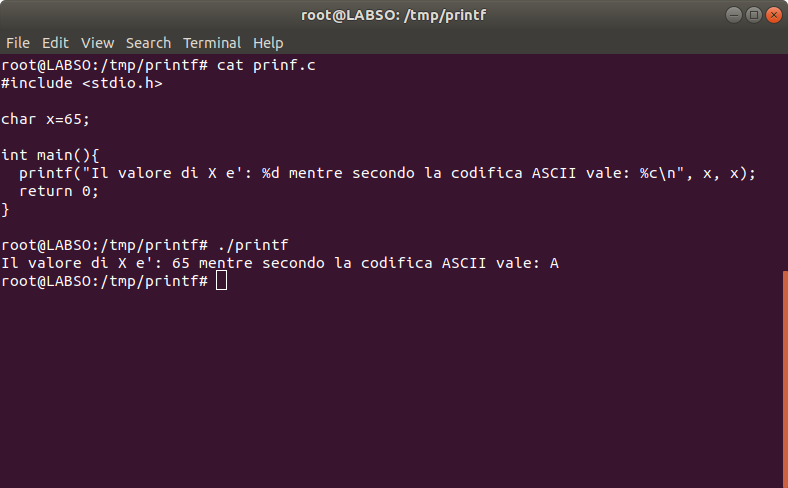 root@LABSO: /tmp/printf
File Edit View Search Terminal Help
root@LABSO:/tmp/printf# cat prinf.c
#include <stdio.h>
char x=65;
int main(){
  printf("Il valore di X e': %d mentre secondo la codifica ASCII vale: %c\n", x, x);
  return 0;
}
root@LABSO:/tmp/printf# ./printf
Il valore di X e': 65 mentre secondo la codifica ASCII vale: A
root@LABSO:/tmp/printf#